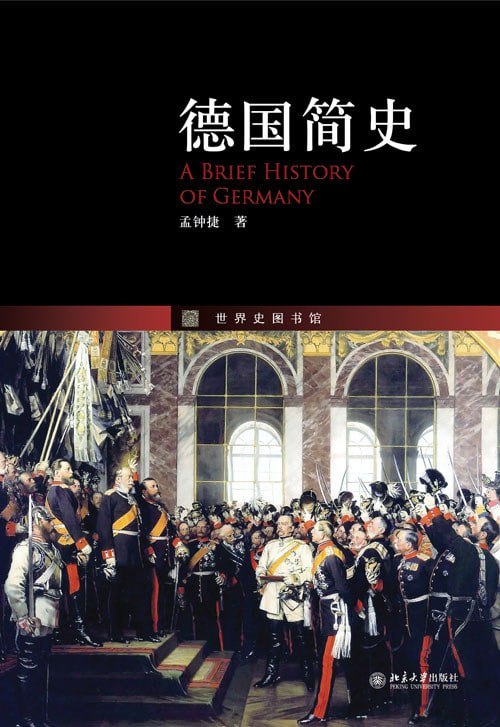 德国简史
A BRIEF HISTORY
OF GERMANY
孟钟捷 著
世界史图书馆
北京大学出版社
PEKING UNIVERSITY PRESS